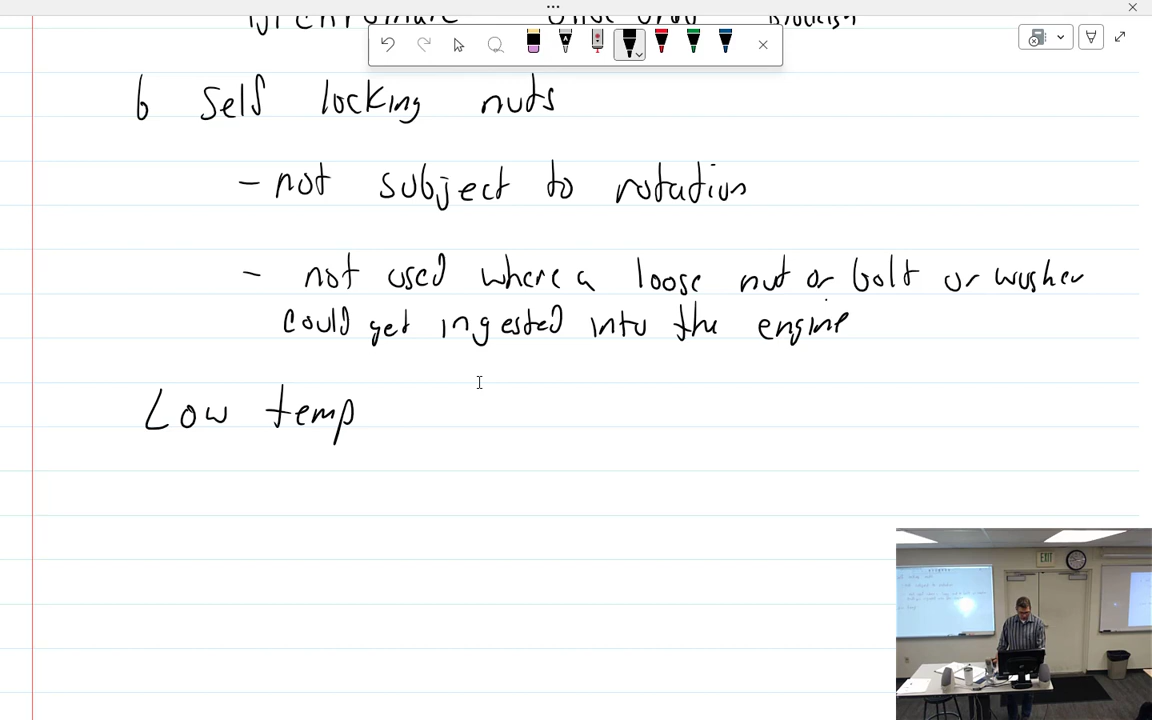 6 Self locking nuts
- not subject to rotation
- not used where a loose nut or bolt or washer
could get ingested into the engine
Low temp
EXIT